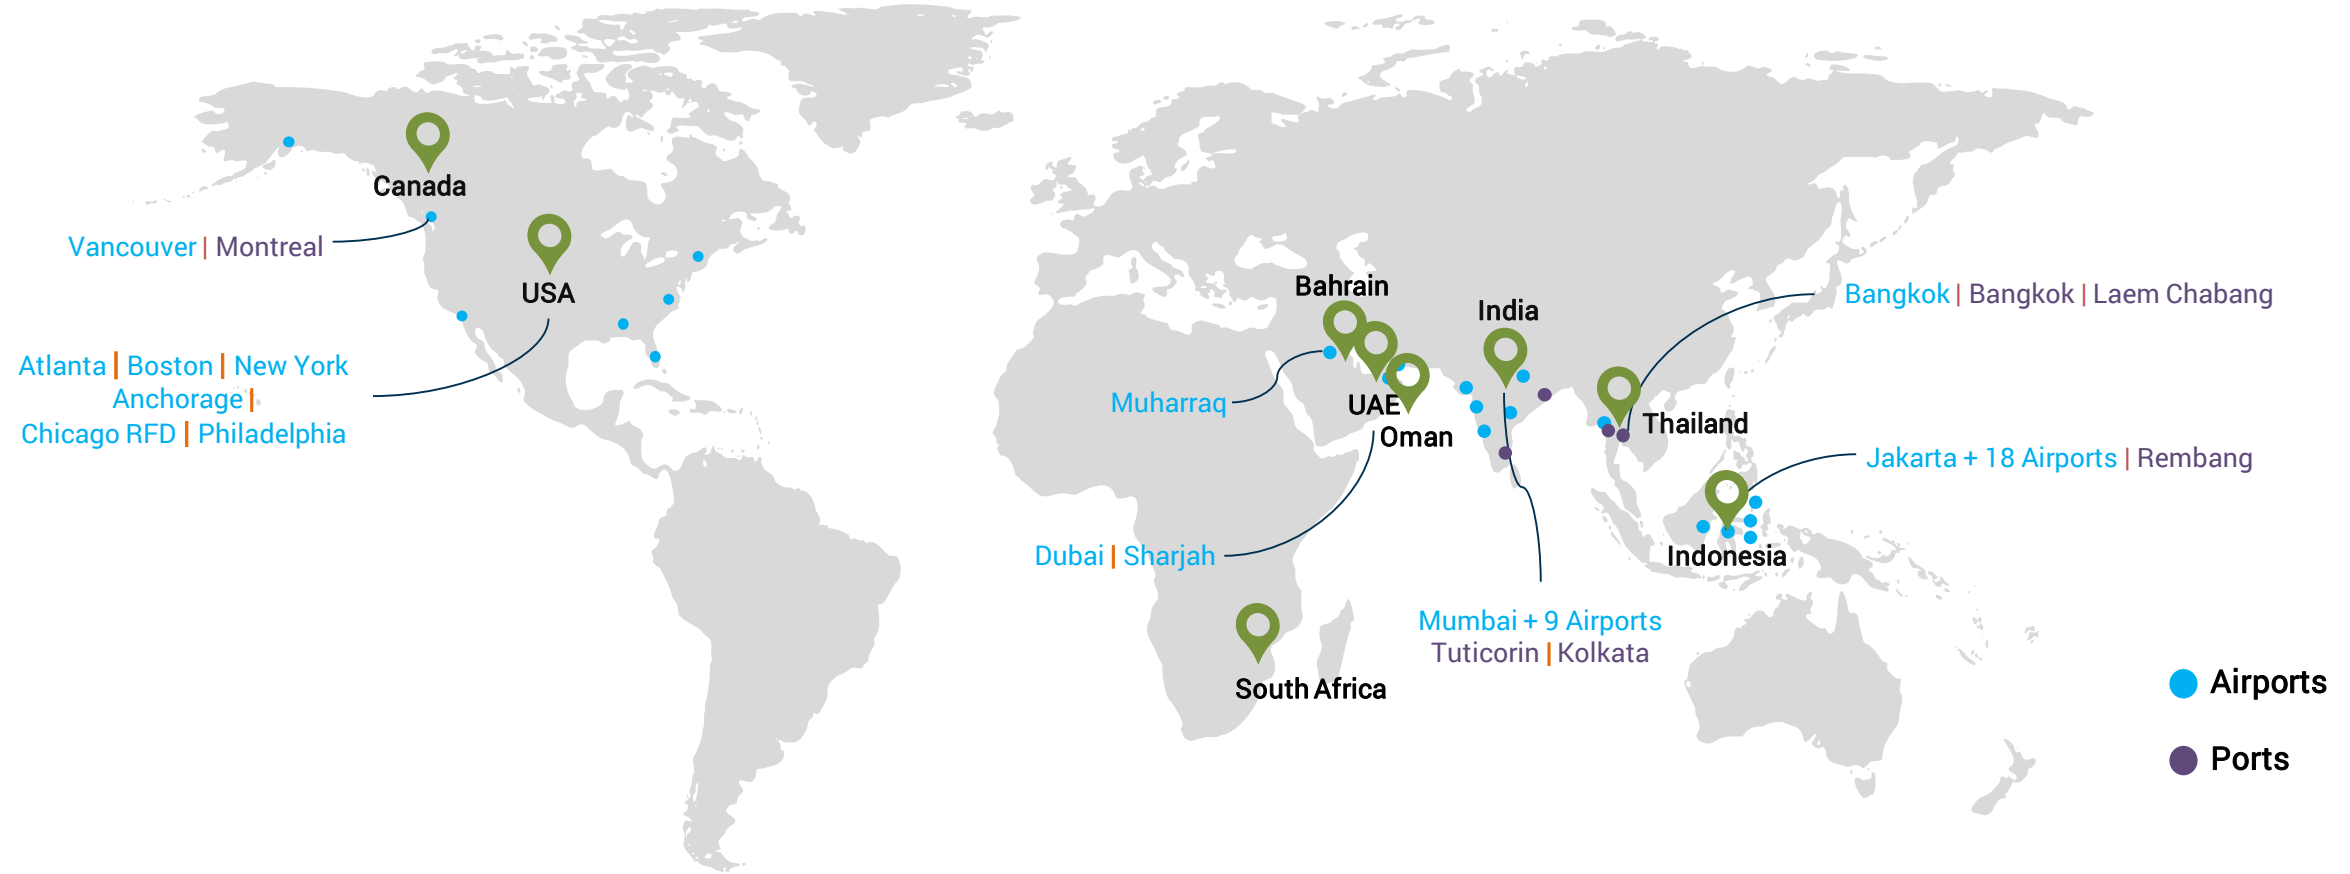 Canada
Vancouver | Montreal
USA
Atlanta | Boston | New York
Anchorage |
Chicago RFD | Philadelphia
Bahrain
India
Bangkok | Bangkok | Laem Chabang
Muharraq
UAE
Oman
Thailand
Jakarta + 18 Airports | Rembang
Dubai | Sharjah
Indonesia
Mumbai + 9 Airports
Tuticorin | Kolkata
South Africa
Airports
Ports